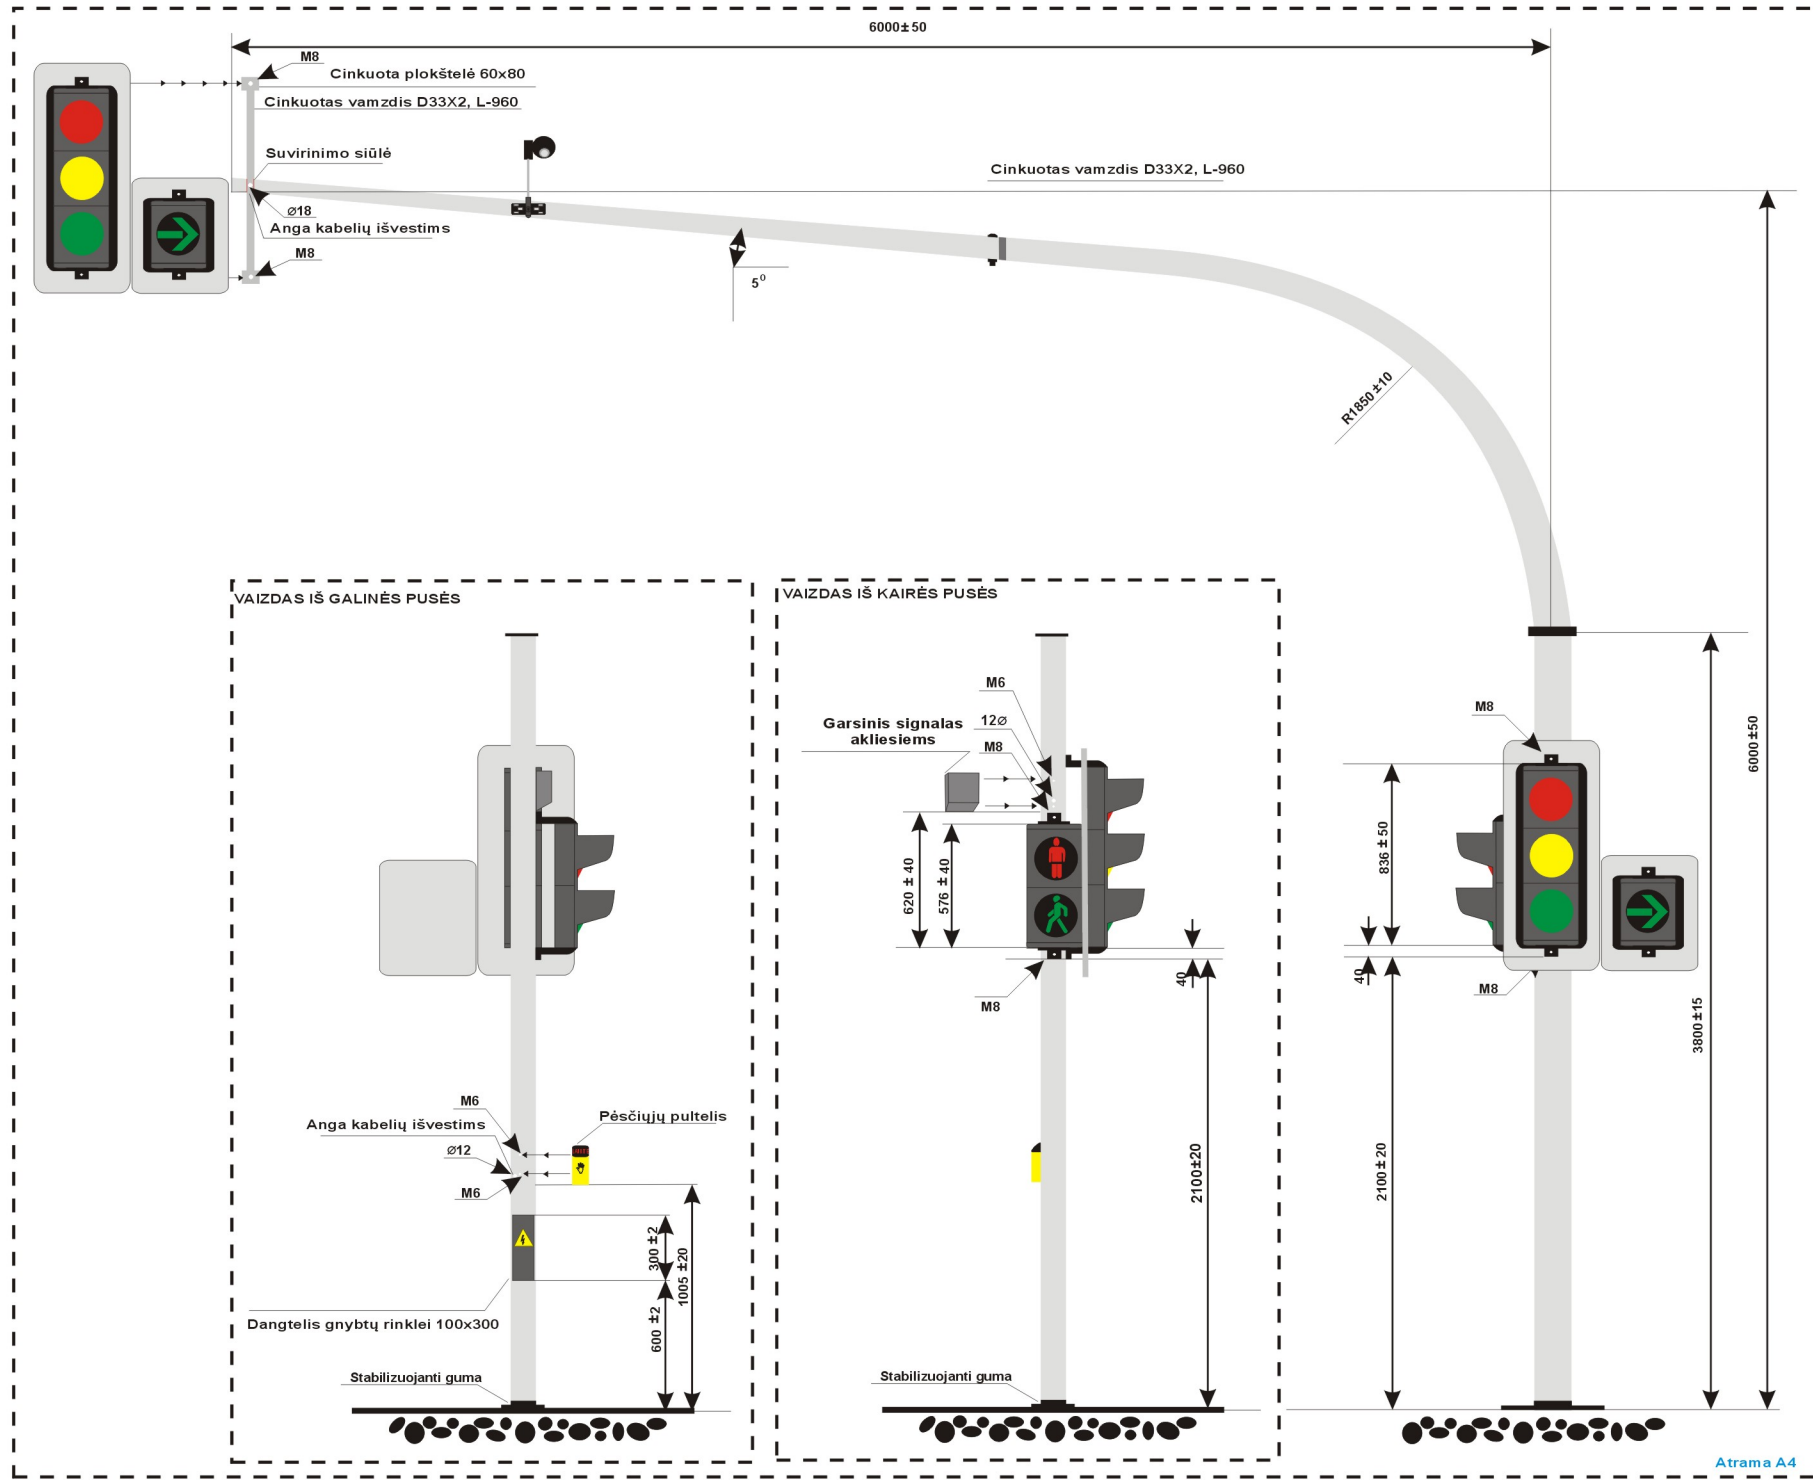 6000±50
M8
Cinkuota plokštelė 60x80
Cinkuotas vamzdis D33X2, L-960
Suvirinimo siūlė
Cinkuotas vamzdis D33X2, L-960
⌀18
Anga kabelių išvestims
M8
5⁰
R1850±10
VAIZDAS IŠ GALINĖS PUSĖS
VAIZDAS IŠ KAIRĖS PUSĖS
M6
12⌀
Garsinis signalas
akliesiems
M8
M8
6000±50
836±50
620±40
576±40
40
40
M8
M8
3800±15
M6
Pėsčiųjų pultelis
Anga kabelių išvestims
⌀12
M6
2100±20
2100±20
300±2
1005±20
600±2
Dangtelis gnybtų rinklei 100x300
Stabilizuojanti guma
Stabilizuojanti guma
Atrama A4